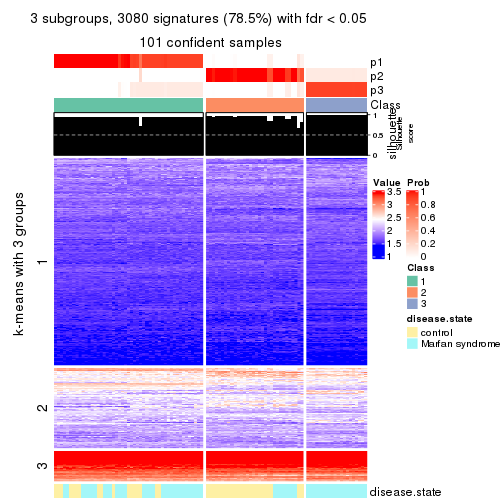 3 subgroups, 3080 signatures (78.5%) with fdr < 0.05
101 confident samples
p1
p2
p3
Class
1
0.5
0
silhouette
Silhouette
score
k-means with 3 groups
1
2
3
disease.state
Value
3.5
2.5
1.5
Prob
1
0.8
0.6
0.4
0.2
0
Class
1
2
3
disease.state
control
Marfan syndrome